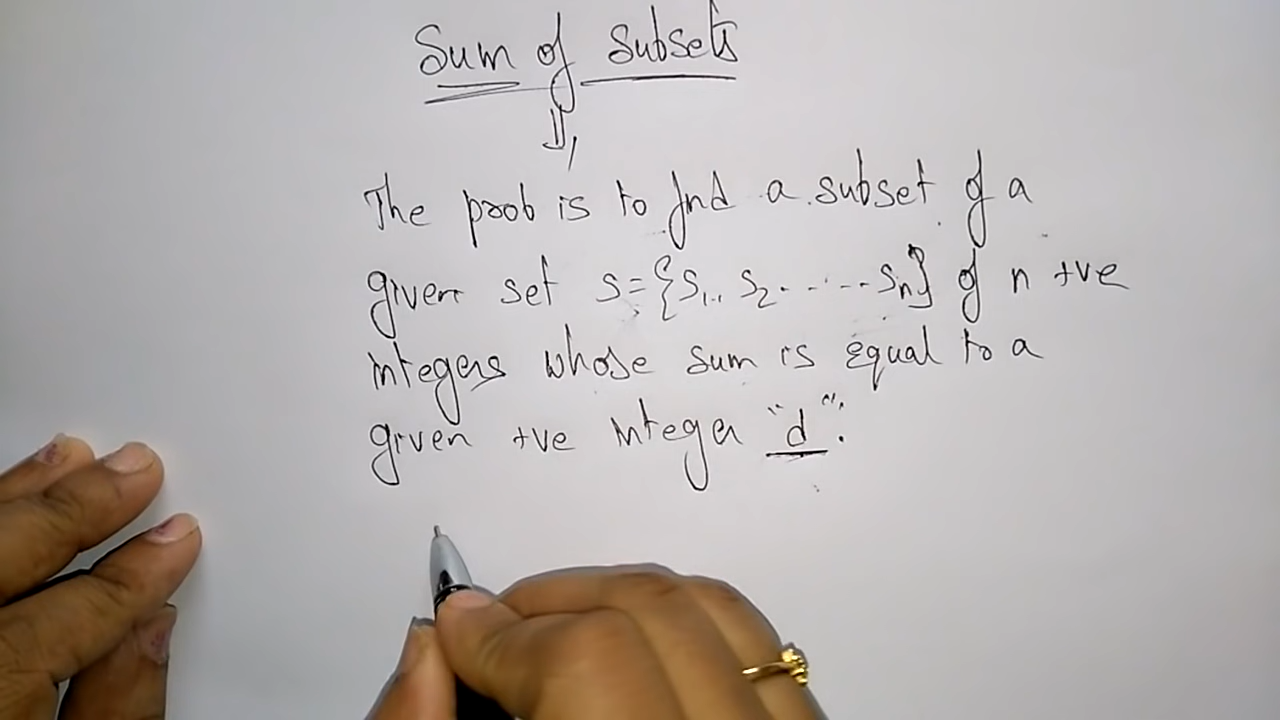 Sum of subsets
The prob is to find a subset of a
given set S={S1, S2.....Sn} of n +ve
integers whose sum is equal to a
given +ve integer "d".